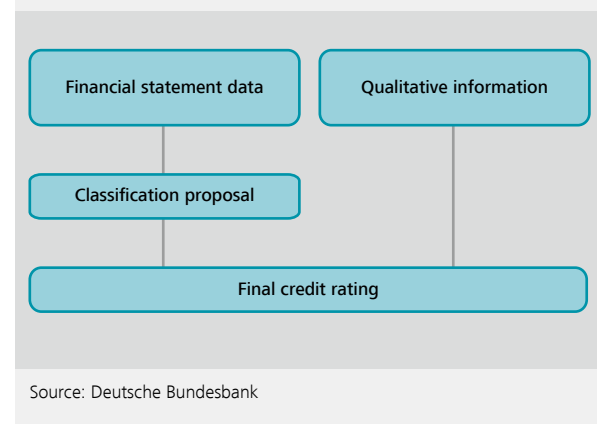 Financial statement data
Qualitative information
Classification proposal
Final credit rating
Source: Deutsche Bundesbank